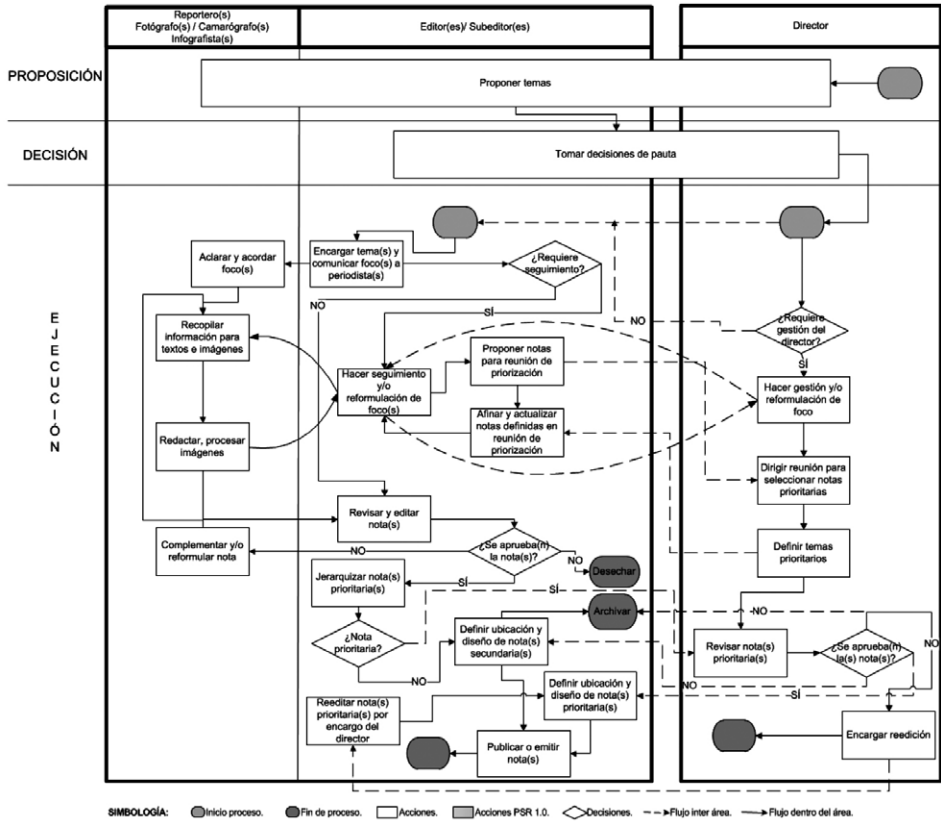 Reportero(s)
Fotógrafo(s) / Camarógrafo(s)
Infografista(s)
Editor(es)/ Subeditor(es)
Director
PROPOSICIÓN
Proponer temas
DECISIÓN
Tomar decisiones de pauta
EJECUCIÓN
Aclarar y acordar
foco(s)
Encargar tema(s) y
comunicar foco(s) a
periodista(s)
¿Requiere
seguimiento?
NO
SÍ
NO
¿Requiere
gestión del
director?
SÍ
Recopilar
información para
textos e imágenes
Proponer notas
para reunión de
priorización
Hacer seguimiento
y/o
reformulación de
foco(s)
Hacer gestión y/o
reformulación de
foco
Afinar y actualizar
notas definidas en
reunión de
priorización
Redactar, procesar
imágenes
Dirigir reunión para
seleccionar notas
prioritarias
Revisar y editar
nota(s)
Complementar y/o
reformular nota
NO
¿Se aprueba(n)
la nota(s)?
NO
Desechar
Definir temas
prioritarios
SÍ
SÍ
Jerarquizar nota(s)
prioritaria(s)
Archivar
NO
NO
¿Nota
prioritaria?
NO
Definir ubicación y
diseño de nota(s)
secundaria(s)
Revisar nota(s)
prioritaria(s)
¿Se aprueba(n)
la(s) nota(s)?
NO
SÍ
Definir ubicación y
diseño de nota(s)
prioritaria(s)
Reeditar nota(s)
prioritaria(s) por
encargo del
director
Publicar o emitir
nota(s)
Encargar reedición
SIMBOLOGÍA: Inicio proceso. Fin de proceso. Acciones. Acciones PSR 1.0. Decisiones. Flujo inter área. Flujo dentro del área.